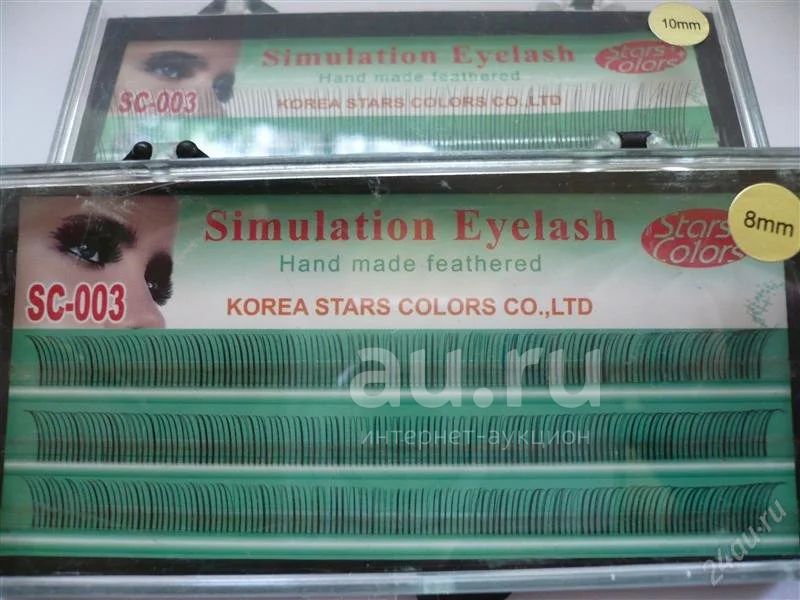 10mm
Simulation Eyelash
Stars Colors
Hand made feathered
SC-003
KOREA STARS COLORS CO.,LTD
8mm
Simulation Eyelash
Stars Colors
Hand made feathered
SC-003
KOREA STARS COLORS CO.,LTD
au.ru
интернет-аукцион
24au.ru